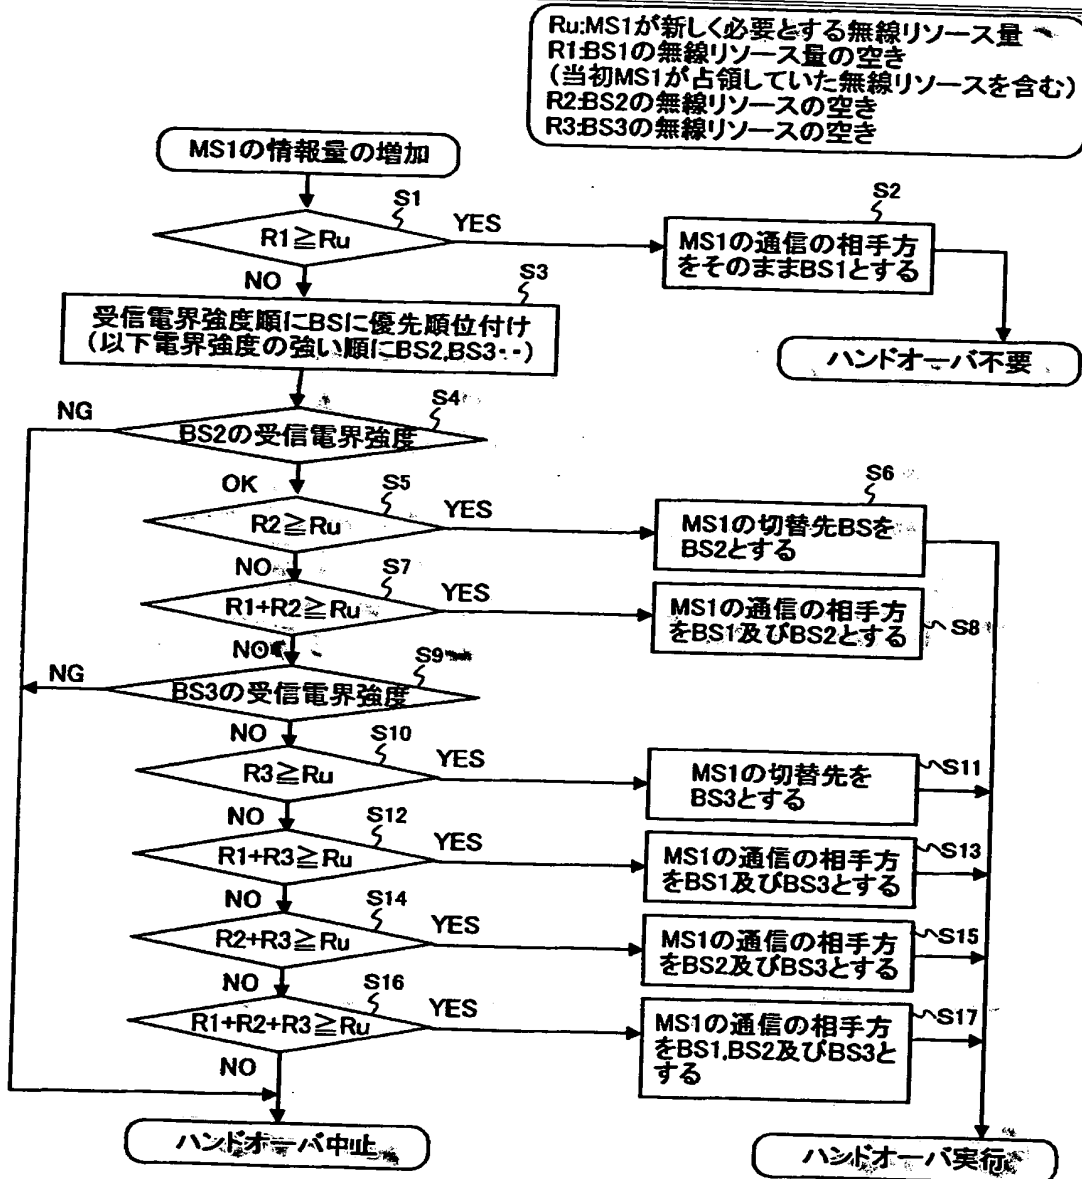 Ru:MS1が新しく必要とする無線リソース量
R1:BS1の無線リソース量の空き
(当初MS1が占領していた無線リソースを含む)
R2:BS2の無線リソースの空き
R3:BS3の無線リソースの空き
MS1の情報量の増加
S1
R1≧Ru
YES
NO
S2
MS1の通信の相手方
をそのままBS1とする
ハンドオーバ不要
S3
受信電界強度順にBSに優先順位付け
(以下電界強度の強い順にBS2,BS3‥)
S4
BS2の受信電界強度
NG
OK
S5
R2≧Ru
YES
NO
S6
MS1の切替先BSを
BS2とする
S7
R1+R2≧Ru
YES
NO
MS1の通信の相手方
をBS1及びBS2とする
S8
S9
BS3の受信電界強度
NG
NO
S10
R3≧Ru
YES
NO
MS1の切替先を
BS3とする
S11
S12
R1+R3≧Ru
YES
NO
MS1の通信の相手方
をBS1及びBS3とする
S13
S14
R2+R3≧Ru
YES
NO
MS1の通信の相手方
をBS2及びBS3とする
S15
S16
R1+R2+R3≧Ru
YES
NO
MS1の通信の相手方
をBS1,BS2及びBS3と
する
S17
ハンドオーバ中止
ハンドオーバ実行